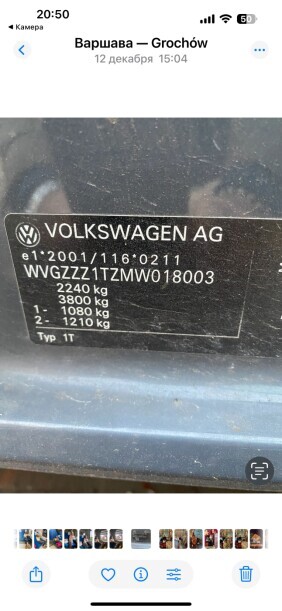 20:50
60
Камера
Варшава — Grochów
12 декабря 15:04
VOLKSWAGEN AG
e1*2001/116*0211
WVGZZZ1TZMW018003
2240 kg
3800 kg
1- 1080 kg
2- 1210 kg
Typ 1T